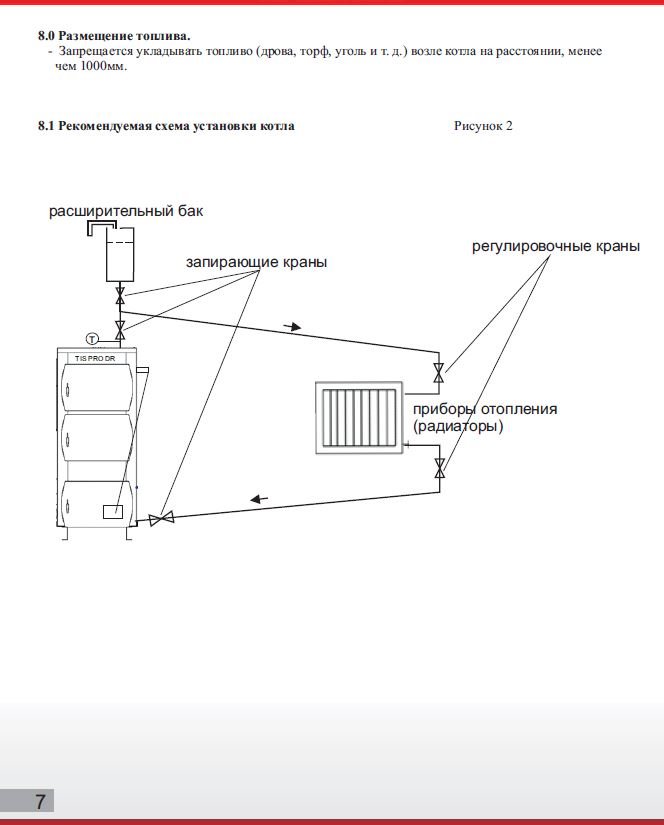 8.0 Размещение топлива.
- Запрещается укладывать топливо (дрова, торф, уголь и т. д.) возле котла на расстоянии, менее
чем 1000мм.
8.1 Рекомендуемая схема установки котла Рисунок 2
расширительный бак
запирающие краны
регулировочные краны
T
TIS PRO DR
приборы отопления
(радиаторы)
7